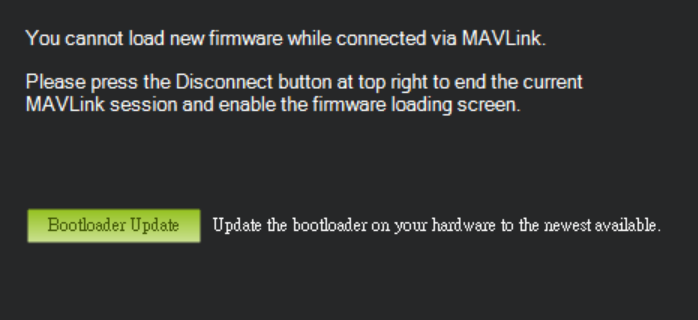 You cannot load new firmware while connected via MAVLink.
Please press the Disconnect button at top right to end the current
MAVLink session and enable the firmware loading screen.
Bootloader Update Update the bootloader on your hardware to the newest available.